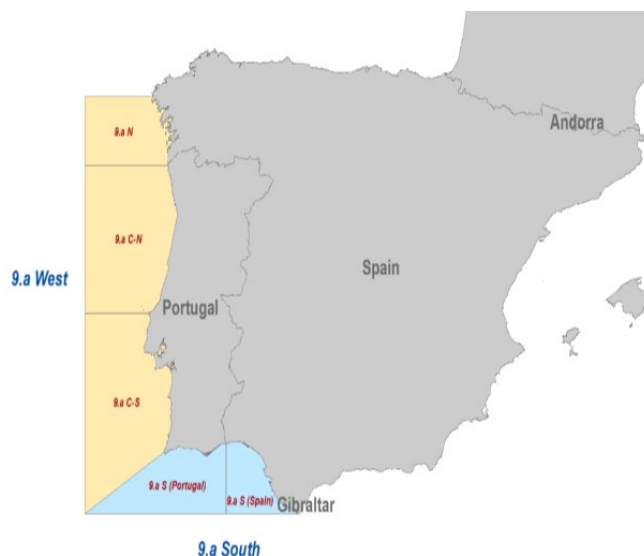 Andorra
9.a N
9.a C-N
Spain
9.a West
Portugal
9.a C-S
9.a S (Portugal)
9.a S (Spain)
Gibraltar
9.a South